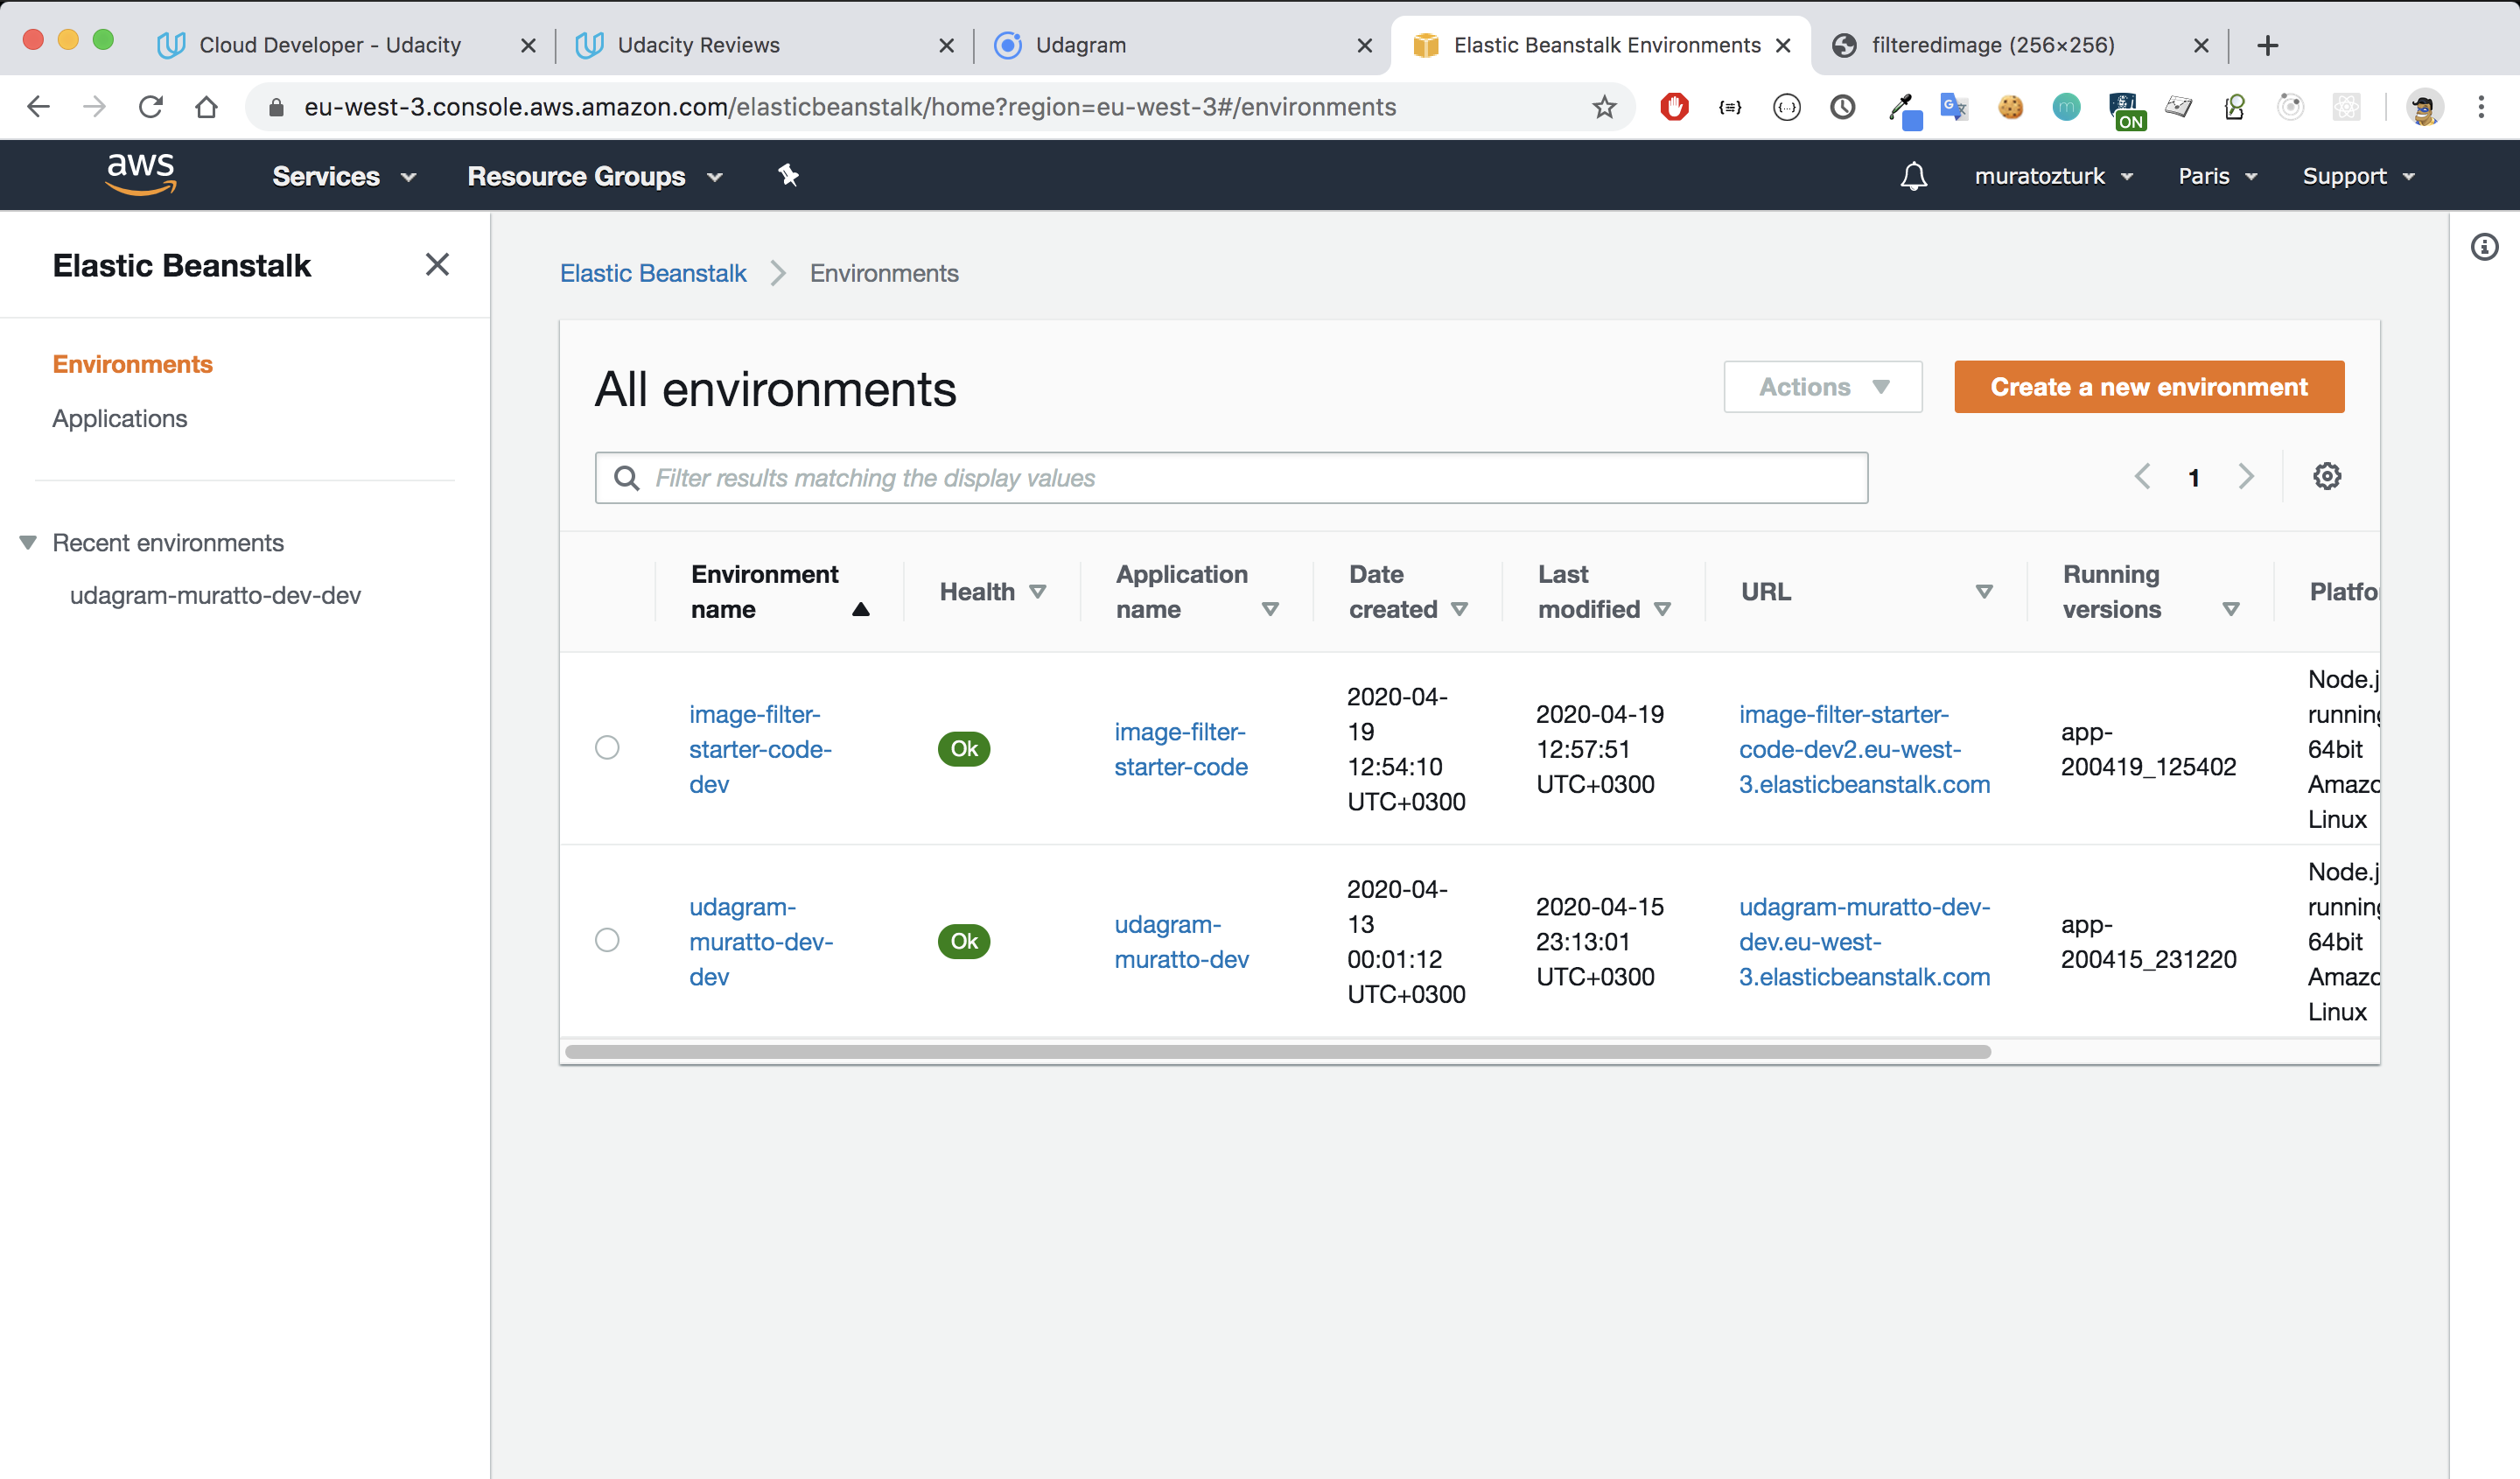 Cloud Developer - Udacity
Udacity Reviews
Udagram
Elastic Beanstalk Environments
filteredimage (256×256)
eu-west-3.console.aws.amazon.com/elasticbeanstalk/home?region=eu-west-3#/environments
ON
aws
Services
Resource Groups
muratozturk
Paris
Support
Elastic Beanstalk
Environments
Applications
Recent environments
udagram-muratto-dev-dev
Elastic Beanstalk
Environments
All environments
Actions
Create a new environment
Filter results matching the display values
1
Environment
name
Health
Application
name
Date
created
Last
modified
URL
Running
versions
Platfo
image-filter-
starter-code-
dev
Ok
image-filter-
starter-code
2020-04-
19
12:54:10
UTC+0300
2020-04-19
12:57:51
UTC+0300
image-filter-starter-
code-dev2.eu-west-
3.elasticbeanstalk.com
app-
200419_125402
Node.j
running
64bit
Amazo
Linux
udagram-
muratto-dev-
dev
Ok
udagram-
muratto-dev
2020-04-
13
00:01:12
UTC+0300
2020-04-15
23:13:01
UTC+0300
udagram-muratto-dev-
dev.eu-west-
3.elasticbeanstalk.com
app-
200415_231220
Node.j
running
64bit
Amazo
Linux